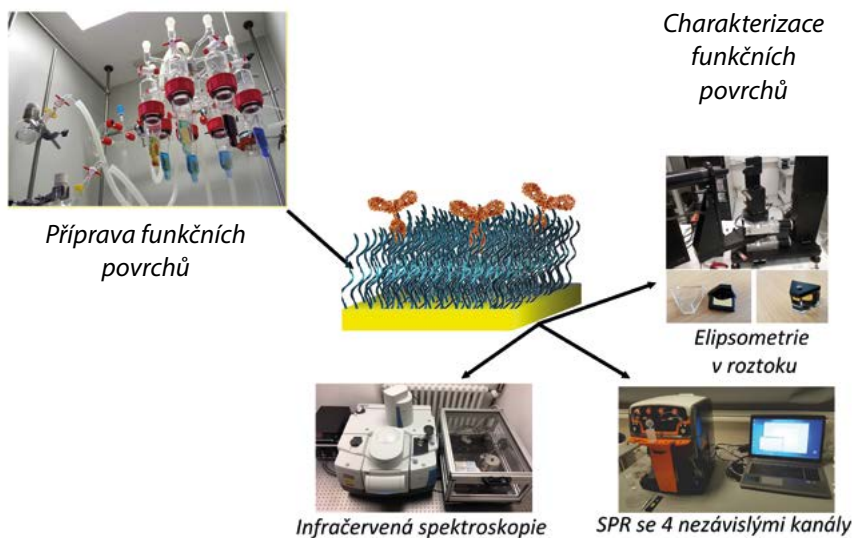 Charakterizace
funkčních
povrchů
Příprava funkčních
povrchů
Elipsometrie
v roztoku
Infračervená spektroskopie
SPR se 4 nezávislými kanály